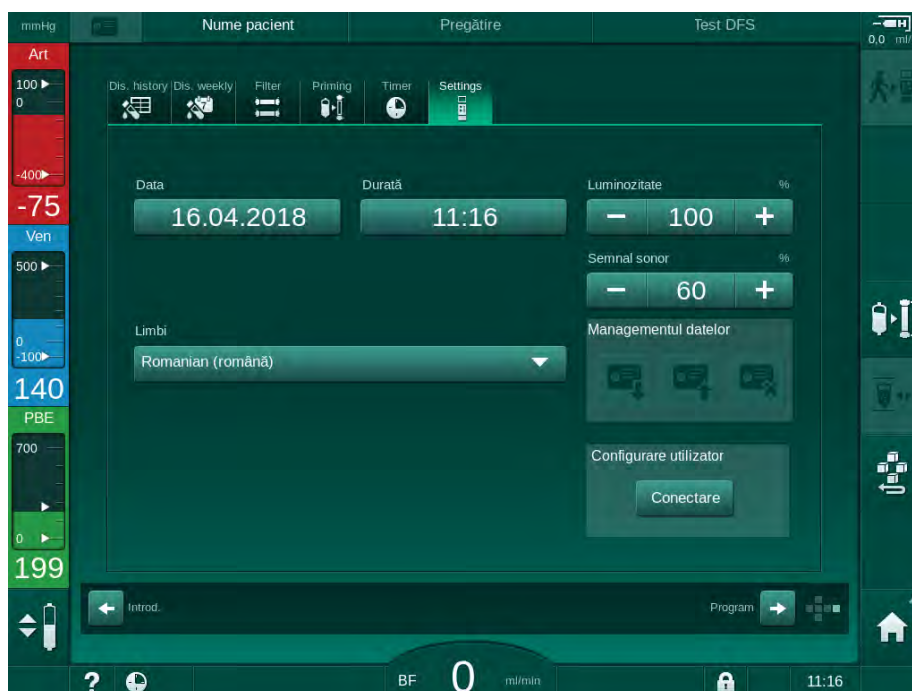 mmHg
Nume pacient
Pregătire
Test DFS
0,0 ml/
Art
100
0
-400
-75
Ven
500
0
-100
140
PBE
700
0
199
Dis. history
Dis. weekly
Filter
Priming
Timer
Settings
Data
Durată
Luminozitate %
16.04.2018
11:16
− 100 +
Semnal sonor %
− 60 +
Limbi
Managementul datelor
Romanian (română)
Configurare utilizator
Conectare
Introd.
Program
?
BF 0 ml/min
11:16